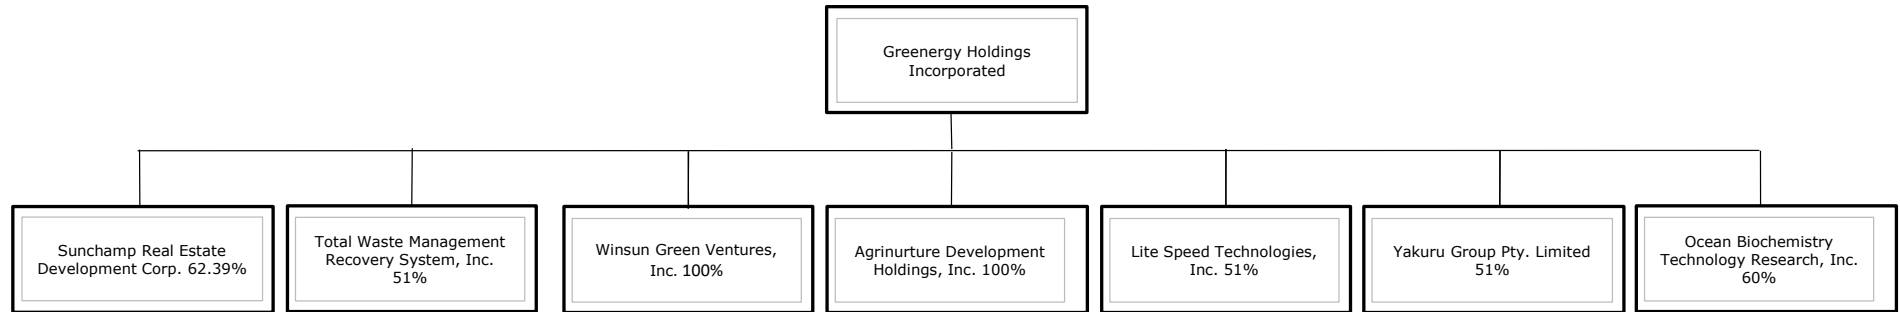 Greenergy Holdings
Incorporated
Sunchamp Real Estate
Development Corp. 62.39%
Total Waste Management
Recovery System, Inc.
51%
Winsun Green Ventures,
Inc. 100%
Agrinurture Development
Holdings, Inc. 100%
Lite Speed Technologies,
Inc. 51%
Yakuru Group Pty. Limited
51%
Ocean Biochemistry
Technology Research, Inc.
60%